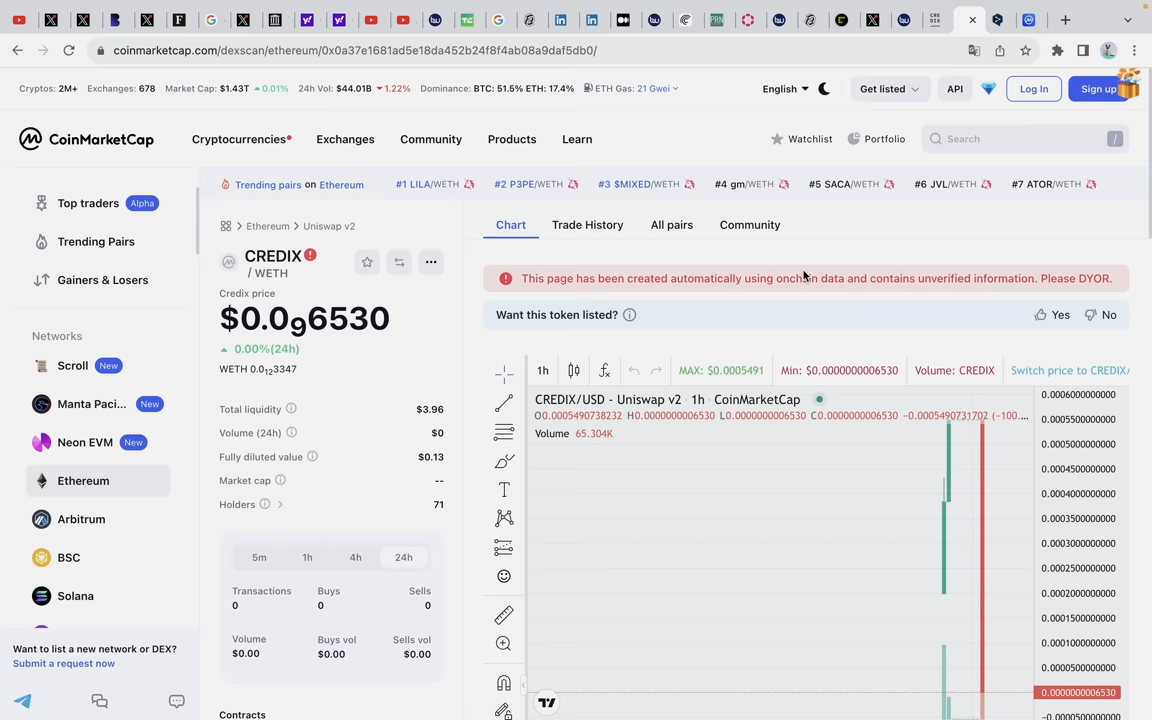 coinmarketcap.com/dexscan/ethereum/0x0a37e1681ad5e18da452b24f8f4ab08a9daf5db0/
Cryptos: 2M+ Exchanges: 678 Market Cap: $1.43T 0.01% 24h Vol: $44.01B 1.22% Dominance: BTC: 51.5% ETH: 17.4% ETH Gas: 21 Gwei English Get listed API Log In Sign up
CoinMarketCap Cryptocurrencies Exchanges Community Products Learn Watchlist Portfolio Search /
Trending pairs on Ethereum #1 LILA/WETH #2 P3PE/WETH #3 $MIXED/WETH #4 gm/WETH #5 SACA/WETH #6 JVL/WETH #7 ATOR/WETH
Top traders Alpha
Trending Pairs
Gainers & Losers
Networks
Scroll New
Manta Paci... New
Neon EVM New
Ethereum
Arbitrum
BSC
Solana
Want to list a new network or DEX?
Submit a request now
Ethereum > Uniswap v2
CREDIX
/ WETH
Credix price
$0.0₉6530
0.00%(24h)
WETH 0.0₁₂3347
Total liquidity $3.96
Volume (24h) $0
Fully diluted value $0.13
Market cap --
Holders 71
5m 1h 4h 24h
Transactions Buys Sells
0 0 0
Volume Buys vol Sells vol
$0.00 $0.00 $0.00
Contracts
Chart Trade History All pairs Community
This page has been created automatically using onchain data and contains unverified information. Please DYOR.
Want this token listed? Yes No
1h MAX: $0.0005491 Min: $0.0000000006530 Volume: CREDIX Switch price to CREDIX/
CREDIX/USD - Uniswap v2 · 1h · CoinMarketCap
O0.0005490738232 H0.0000000006530 L0.0000000006530 C0.0000000006530 −0.0005490731702 (−100....
Volume 65.304K
0.0006000000000
0.0005500000000
0.0005000000000
0.0004500000000
0.0004000000000
0.0003500000000
0.0003000000000
0.0002500000000
0.0002000000000
0.0001500000000
0.0001000000000
0.0000500000000
0.0000000006530
−0.0000500000000